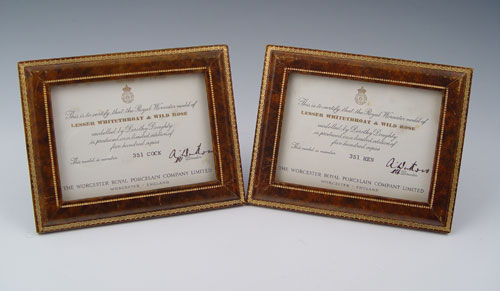 This is to certify that the Royal Worcester model of
LESSER WHITETHROAT & WILD ROSE
modelled by Dorothy Doughty
is produced in a limited edition of
five hundred copies
This model is number 351 COCK
Director
THE WORCESTER ROYAL PORCELAIN COMPANY LIMITED
WORCESTER · ENGLAND
This is to certify that the Royal Worcester model of
LESSER WHITETHROAT & WILD ROSE
modelled by Dorothy Doughty
is produced in a limited edition of
five hundred copies
This model is number 351 HEN
Director
THE WORCESTER ROYAL PORCELAIN COMPANY LIMITED
WORCESTER · ENGLAND